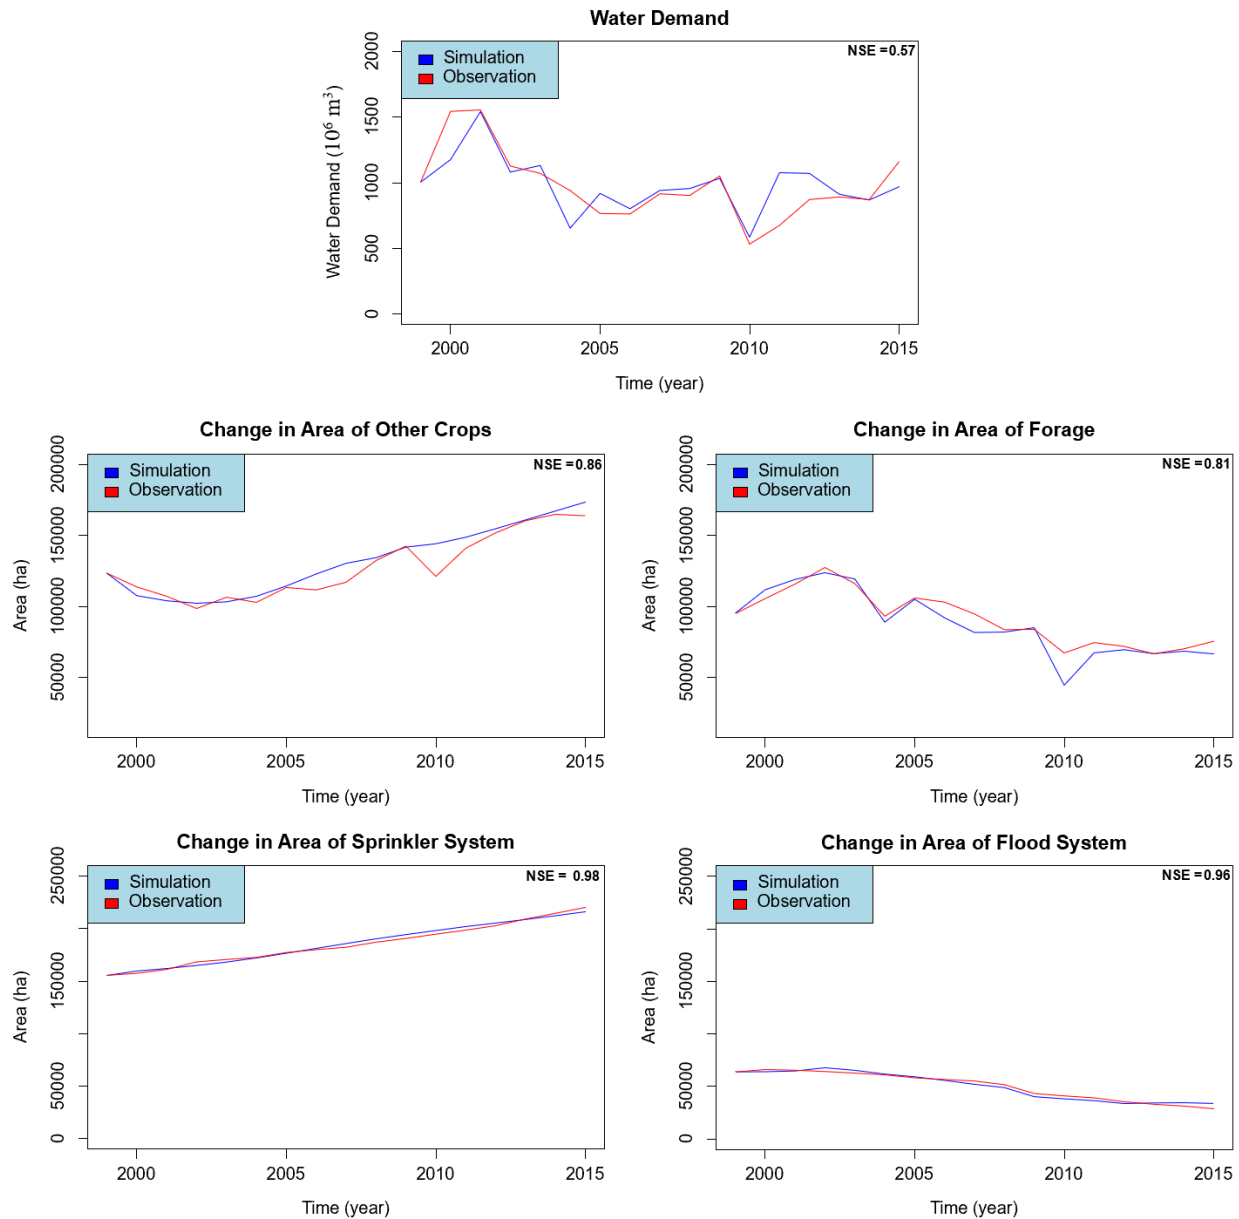 Water Demand
Simulation
Observation
NSE =0.57
2000
1500
1000
500
0
Water Demand (10⁶ m³)
2000 2005 2010 2015
Time (year)
Change in Area of Other Crops
Simulation
Observation
NSE =0.86
200000
150000
100000
50000
Area (ha)
2000 2005 2010 2015
Time (year)
Change in Area of Forage
Simulation
Observation
NSE =0.81
200000
150000
100000
50000
Area (ha)
2000 2005 2010 2015
Time (year)
Change in Area of Sprinkler System
Simulation
Observation
NSE = 0.98
250000
150000
50000
0
Area (ha)
2000 2005 2010 2015
Time (year)
Change in Area of Flood System
Simulation
Observation
NSE =0.96
250000
150000
50000
0
Area (ha)
2000 2005 2010 2015
Time (year)